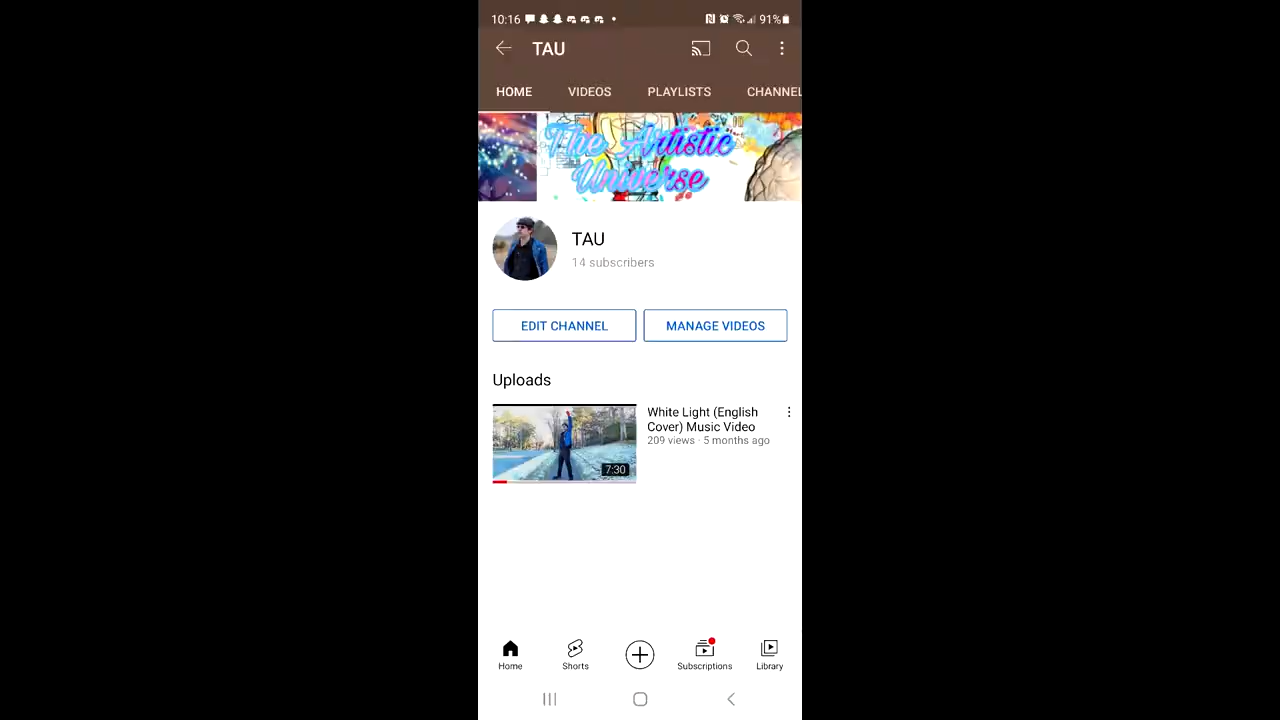 10:16 91%
TAU
HOME VIDEOS PLAYLISTS CHANNEL
The Artistic
Universe
TAU
14 subscribers
EDIT CHANNEL MANAGE VIDEOS
Uploads
White Light (English
Cover) Music Video
209 views · 5 months ago
7:30
Home Shorts Subscriptions Library